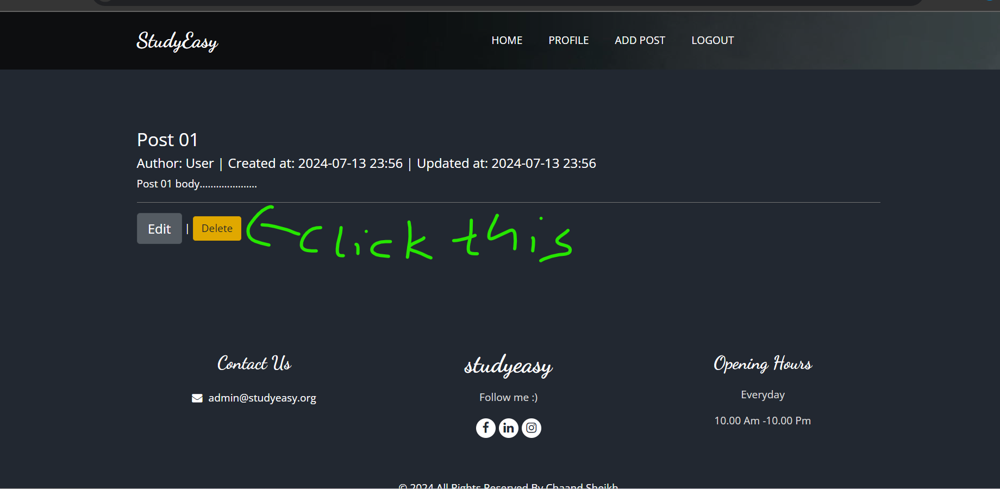 StudyEasy
HOME PROFILE ADD POST LOGOUT
Post 01
Author: User | Created at: 2024-07-13 23:56 | Updated at: 2024-07-13 23:56
Post 01 body.....................
Edit | Delete click this
Contact Us
admin@studyeasy.org
studyeasy
Follow me :)
Opening Hours
Everyday
10.00 Am -10.00 Pm
© 2024 All Rights Reserved By Chaand Sheikh